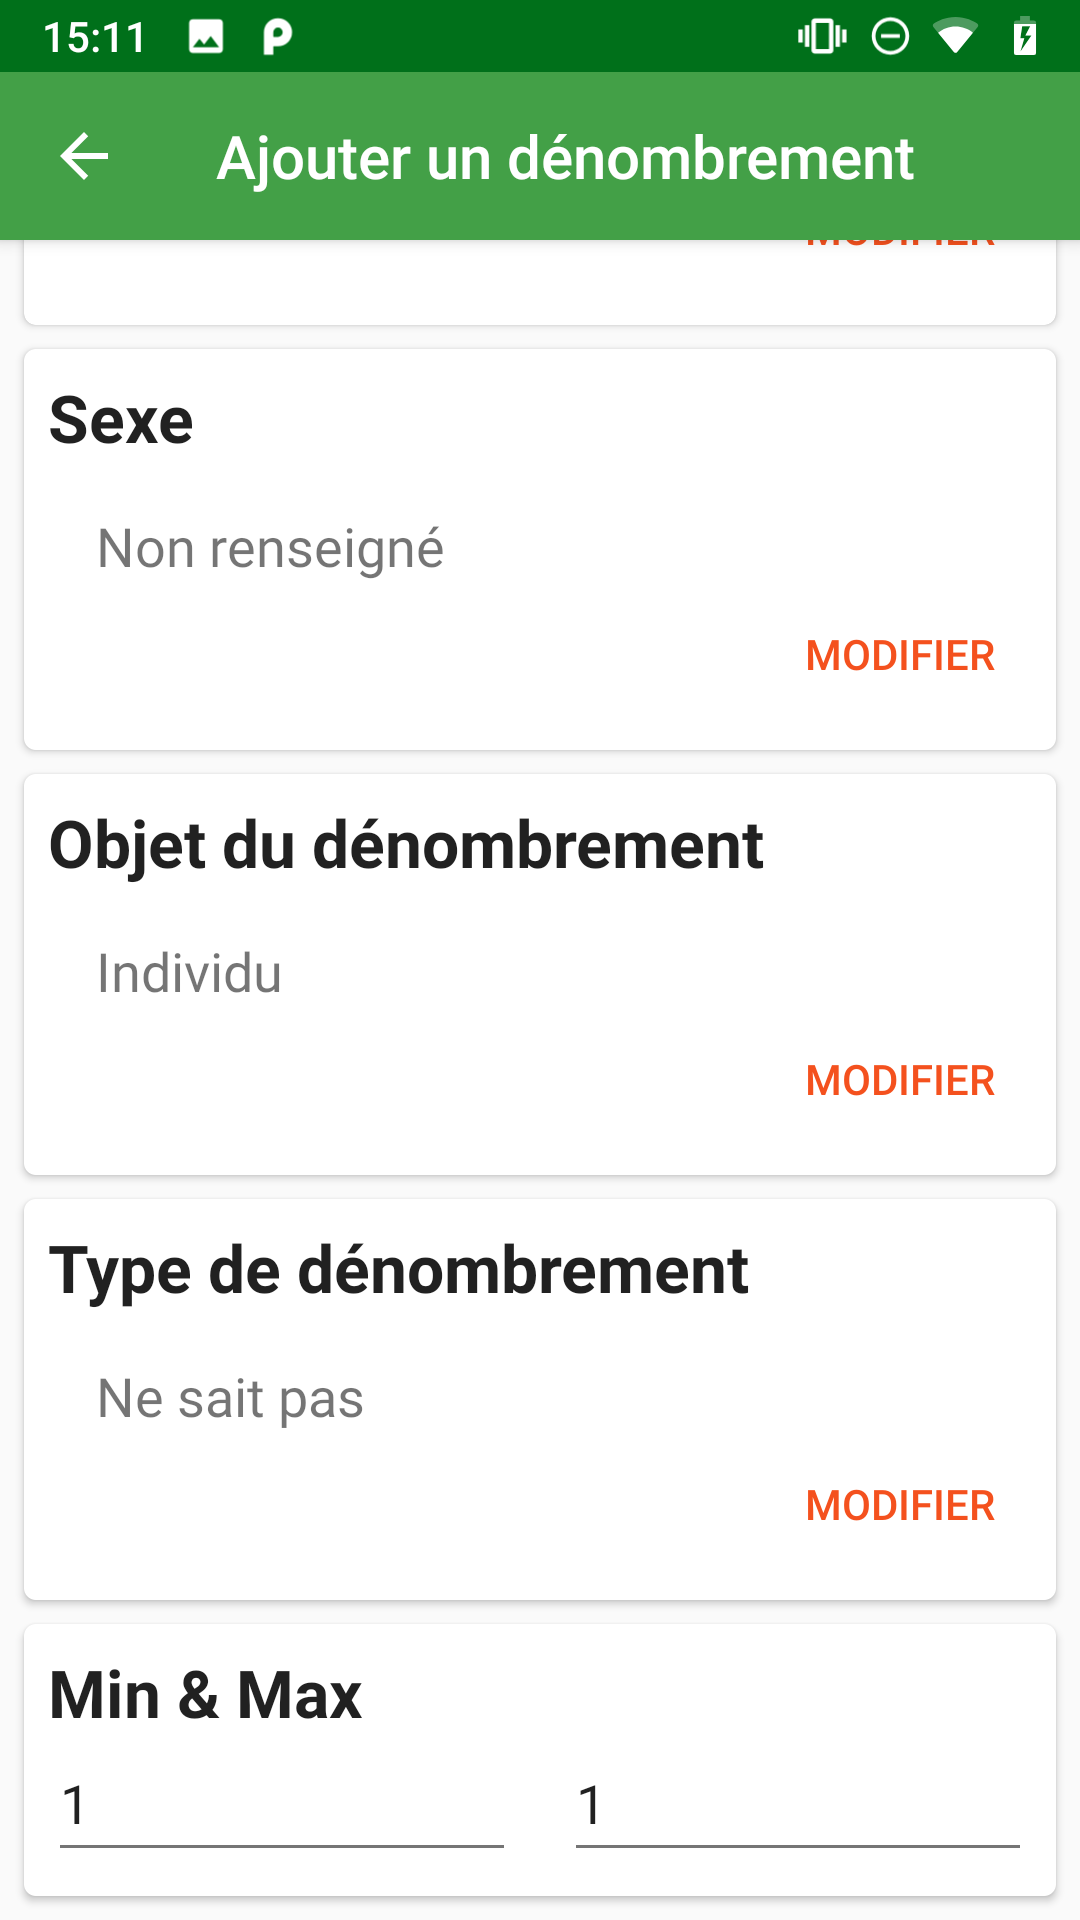 15:11
Ajouter un dénombrement
MODIFIER
Sexe
Non renseigné
MODIFIER
Objet du dénombrement
Individu
MODIFIER
Type de dénombrement
Ne sait pas
MODIFIER
Min & Max
1 1